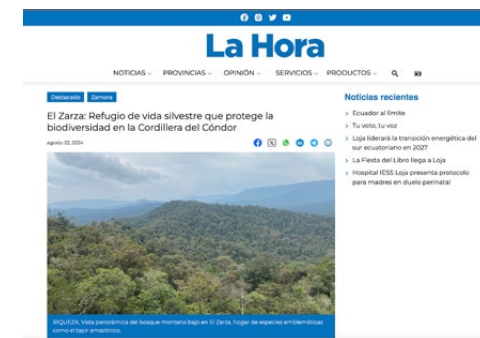 La Hora
NOTICIAS PROVINCIAS OPINIÓN SERVICIOS PRODUCTOS
Destacado Zamora
El Zarza: Refugio de vida silvestre que protege la
biodiversidad en la Cordillera del Cóndor
agosto 22, 2024
RIQUEZA. Vista panorámica del bosque montano bajo en El Zarza, hogar de especies emblemáticas
como el tapir amazónico.
Noticias recientes
Ecuador al límite
Tu voto, tu voz
Loja liderará la transición energética del
sur ecuatoriano en 2027
La Fiesta del Libro llega a Loja
Hospital IESS Loja presenta protocolo
para madres en duelo perinatal